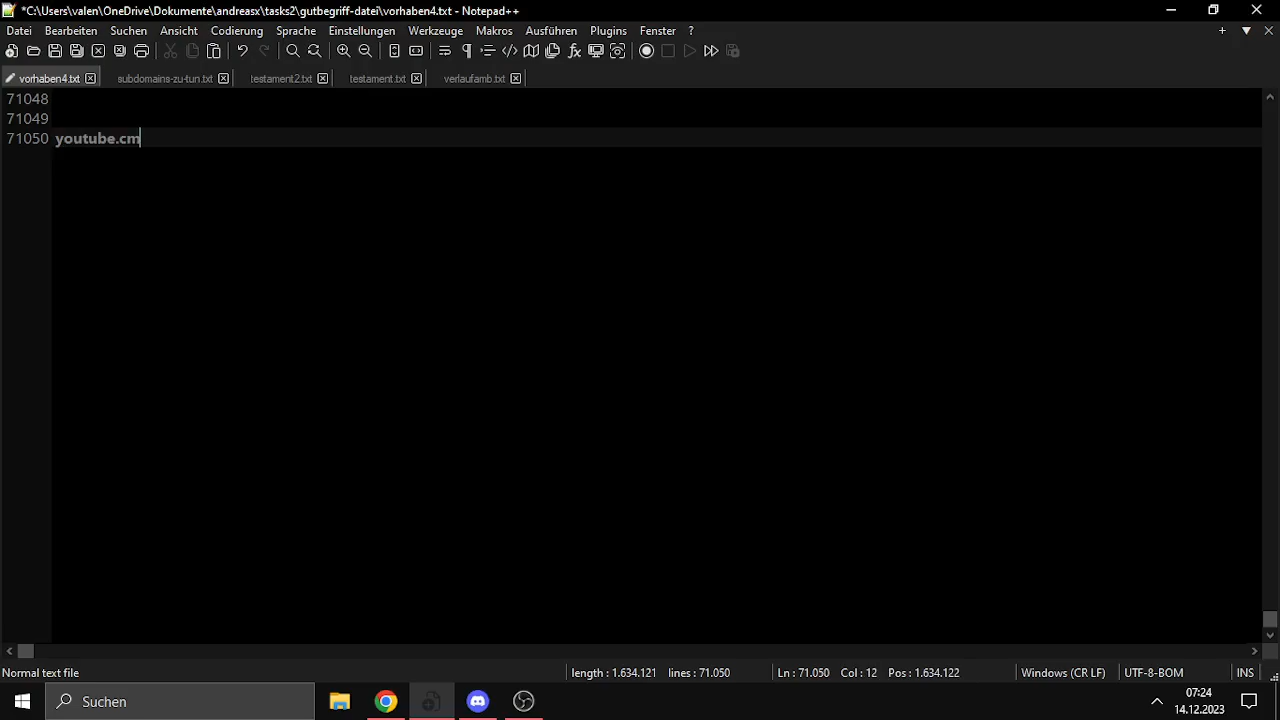 *C:\Users\valen\OneDrive\Dokumente\andreasx\tasks2\gutbegriff-datei\vorhaben4.txt - Notepad++
Datei Bearbeiten Suchen Ansicht Codierung Sprache Einstellungen Werkzeuge Makros Ausführen Plugins Fenster ?
vorhaben4.txt subdomains-zu-tun.txt testament2.txt testament.txt verlaufamb.txt
71048
71049
71050 youtube.cm
Normal text file length : 1.634.121 lines : 71.050 Ln : 71.050 Col : 12 Pos : 1.634.122 Windows (CR LF) UTF-8-BOM INS
Suchen
07:24
14.12.2023